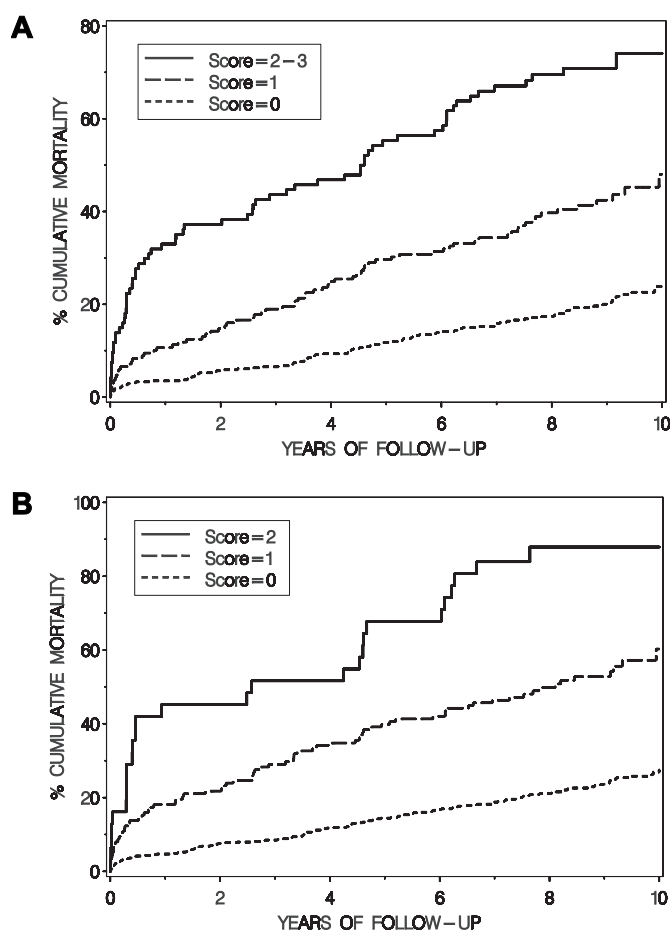 A
80
60
40
20
0
% CUMULATIVE MORTALITY
Score=2-3
Score=1
Score=0
0 2 4 6 8 10
YEARS OF FOLLOW-UP
B
100
80
60
40
20
0
% CUMULATIVE MORTALITY
Score=2
Score=1
Score=0
0 2 4 6 8 10
YEARS OF FOLLOW-UP